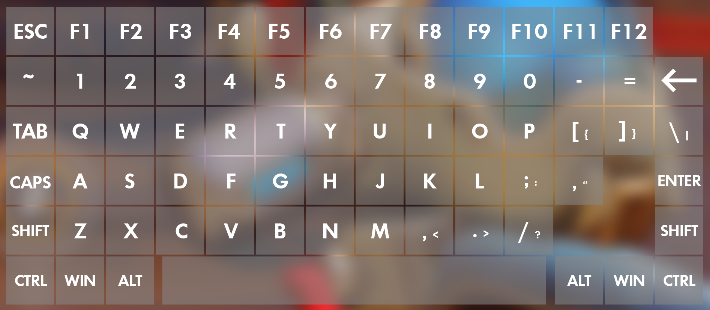 ESC F1 F2 F3 F4 F5 F6 F7 F8 F9 F10 F11 F12
~ 1 2 3 4 5 6 7 8 9 0 - = ←
TAB Q W E R T Y U I O P [ { ] } \ |
CAPS A S D F G H J K L ; : , “ ENTER
SHIFT Z X C V B N M , < . > / ? SHIFT
CTRL WIN ALT ALT WIN CTRL